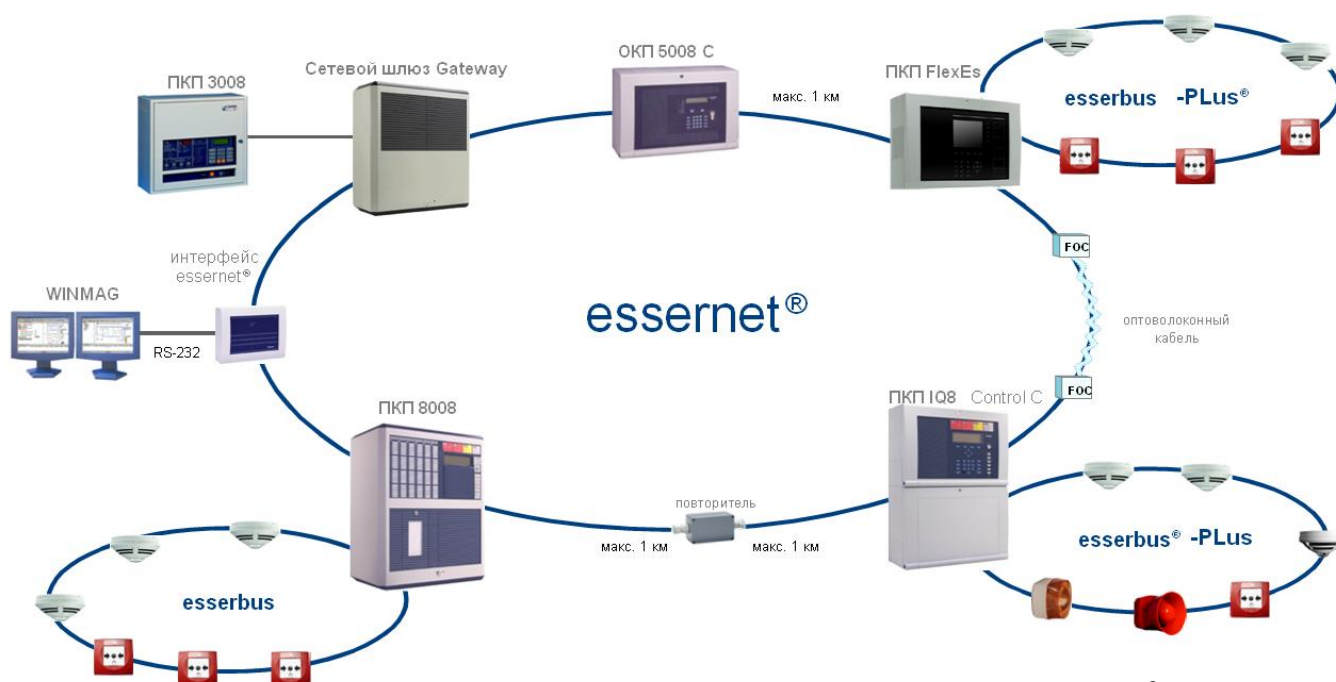 ОКП 5008 С
Сетевой шлюз Gateway
ПКП FlexEs
ПКП 3008
макс. 1 км
esserbus -PLus®
интерфейс
essernet®
FOC
WINMAG
essernet®
RS-232
оптоволоконный
кабель
FOC
ПКП 8008
ПКП IQ8 Control C
повторитель
макс. 1 км
макс. 1 км
esserbus® -PLus
esserbus